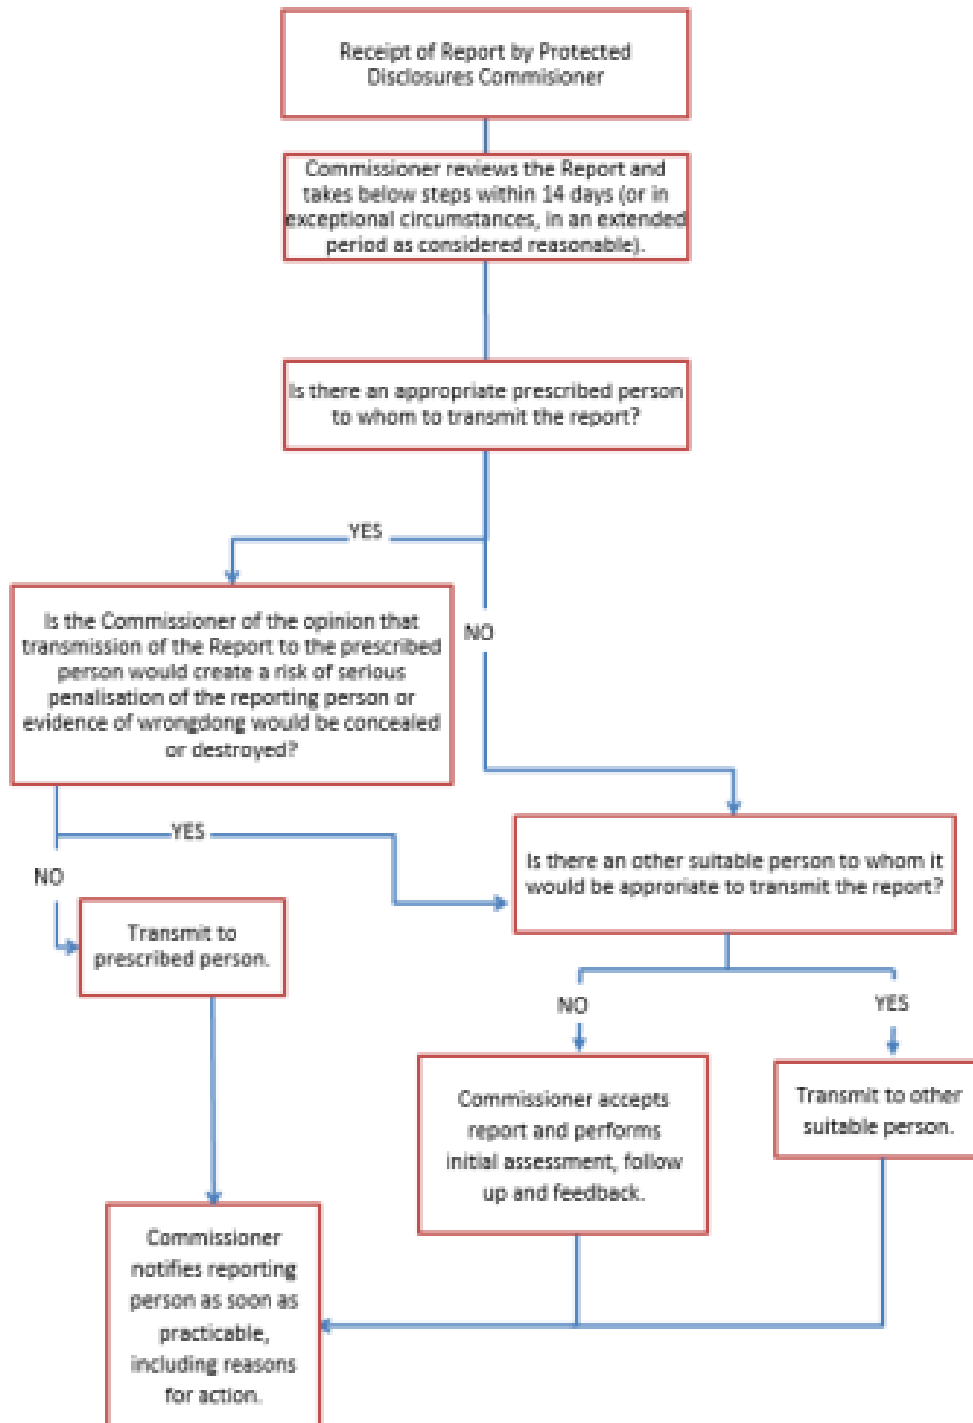 Receipt of Report by Protected
Disclosures Commisioner
Commissioner reviews the Report and
takes below steps within 14 days (or in
exceptional circumstances, in an extended
period as considered reasonable).
Is there an appropriate prescribed person
to whom to transmit the report?
YES
Is the Commissioner of the opinion that
transmission of the Report to the prescribed
person would create a risk of serious
penalisation of the reporting person or
evidence of wrongdong would be concealed
or destroyed?
NO
YES
Is there an other suitable person to whom it
would be approriate to transmit the report?
NO
Transmit to
prescribed person.
NO
YES
Commissioner accepts
report and performs
initial assessment, follow
up and feedback.
Transmit to other
suitable person.
Commissioner
notifies reporting
person as soon as
practicable,
including reasons
for action.